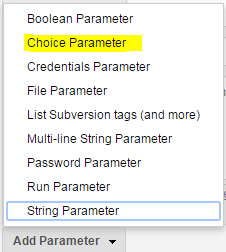 Boolean Parameter
Choice Parameter
Credentials Parameter
File Parameter
List Subversion tags (and more)
Multi-line String Parameter
Password Parameter
Run Parameter
String Parameter
Add Parameter